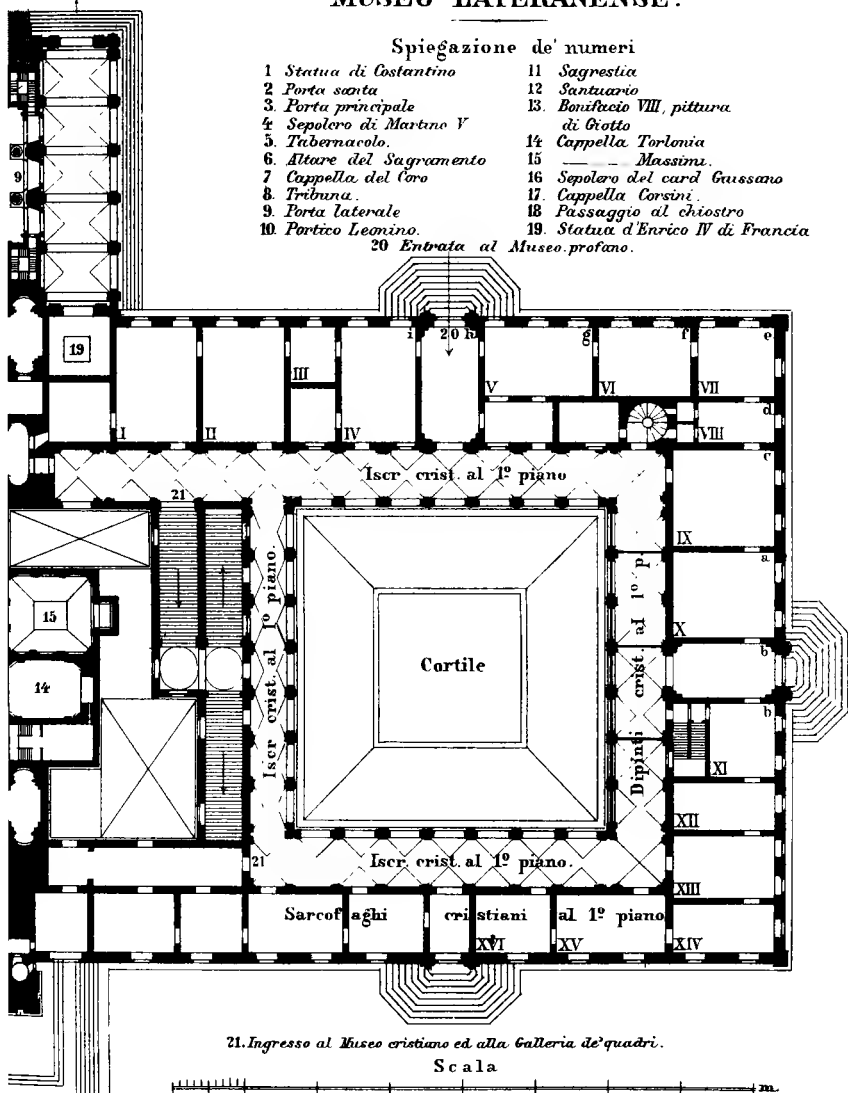 MUSEO LATERANENSE.
Spiegazione de' numeri
1 Statua di Costantino
2 Porta santa
3. Porta principale
4 Sepolcro di Martino V
5. Tabernacolo.
6. Altare del Sagramento
7 Cappella del Coro
8 Tribuna.
9. Porta laterale
10. Portico Leonino.
11 Sagrestia
12 Santuario
13. Bonifacio VIII, pittura
di Giotto
14 Cappella Torlonia
15 — — Massimi.
16 Sepolcro del card Guissano
17. Cappella Corsini.
18 Passaggio al chiostro
19. Statua d'Enrico IV di Francia
20 Entrata al Museo profano.
9
19
I
II
III
IV
i
20 h
V
g
VI
f
VII
e
VIII
d
Iscr crist. al 1º piano
21
IX
c
X
a
b
b
XI
XII
XIII
XIV
15
14
Iscr crist. al 1º piano.
Cortile
Dipinti crist. al 1º p.
21
Iscr. crist. al 1º piano.
Sarcofaghi cristiani al 1º piano
XVI
XV
21. Ingresso al Museo cristiano ed alla Galleria de' quadri.
Scala
m